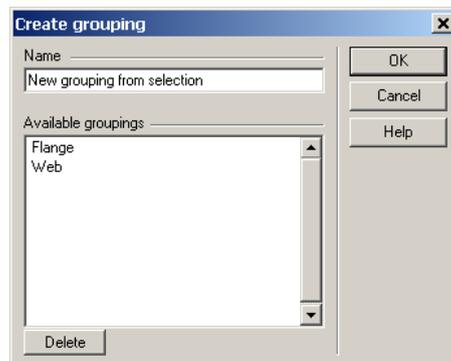 Create grouping
Name
New grouping from selection
Available groupings
Flange
Web
Delete
OK
Cancel
Help